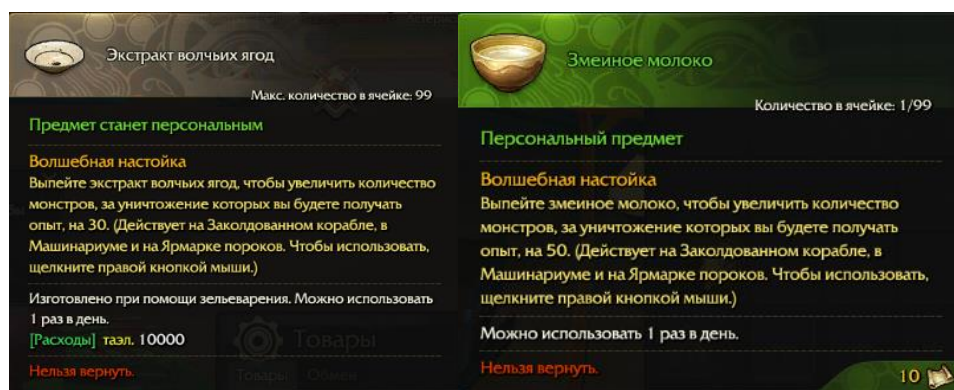 Экстракт волчьих ягод
Макс. количество в ячейке: 99
Предмет станет персональным
Волшебная настойка
Выпейте экстракт волчьих ягод, чтобы увеличить количество
монстров, за уничтожение которых вы будете получать
опыт, на 30. (Действует на Заколдованном корабле, в
Машинариуме и на Ярмарке пороков. Чтобы использовать,
щелкните правой кнопкой мыши.)
Изготовлено при помощи зельеварения. Можно использовать
1 раз в день.
[Расходы] таэл. 10000
Товары
Товары Обмен
Нельзя вернуть.
Змеиное молоко
Количество в ячейке: 1/99
Персональный предмет
Волшебная настойка
Выпейте змеиное молоко, чтобы увеличить количество
монстров, за уничтожение которых вы будете получать
опыт, на 50. (Действует на Заколдованном корабле, в
Машинариуме и на Ярмарке пороков. Чтобы использовать,
щелкните правой кнопкой мыши.)
Можно использовать 1 раз в день.
Нельзя вернуть.
10